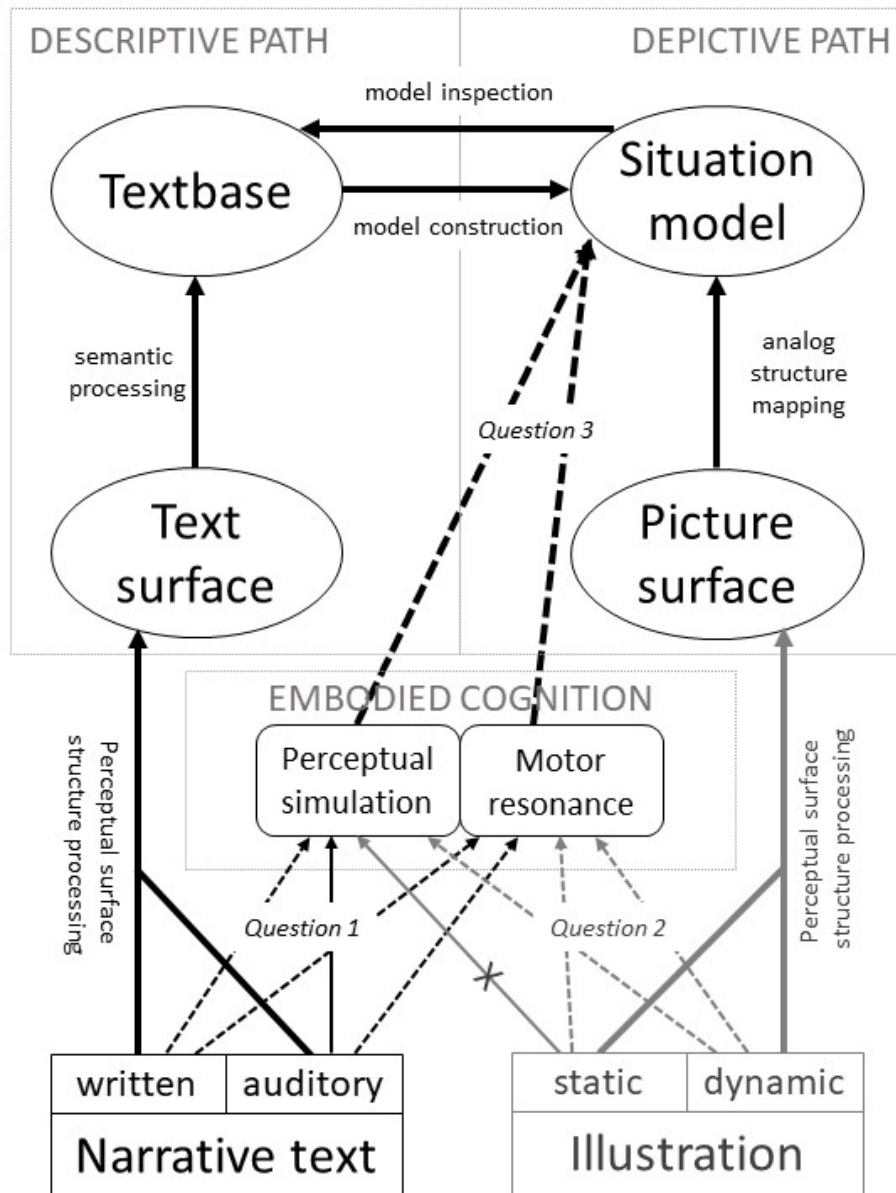 DESCRIPTIVE PATH
DEPICTIVE PATH
model inspection
Textbase
Situation
model
model construction
semantic
processing
analog
structure
mapping
Question 3
Text
surface
Picture
surface
EMBODIED COGNITION
Perceptual
simulation
Motor
resonance
Perceptual surface
structure processing
Perceptual surface
structure processing
Question 1
Question 2
written
auditory
static
dynamic
Narrative text
Illustration